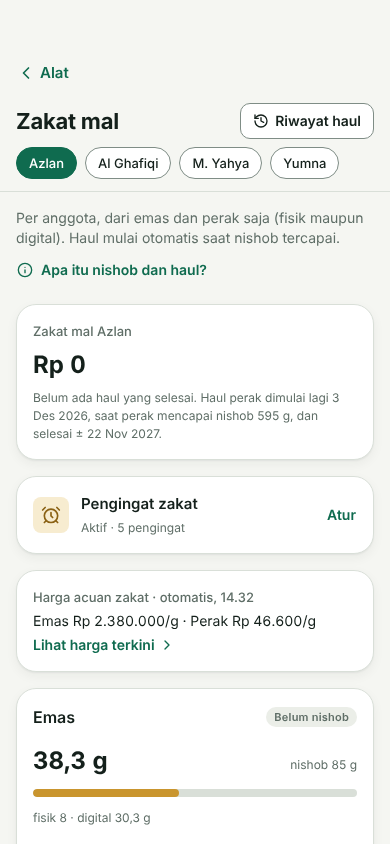 Alat
Zakat mal
Riwayat haul
Azlan
Al Ghafiqi
M. Yahya
Yumna
Per anggota, dari emas dan perak saja (fisik maupun
digital). Haul mulai otomatis saat nishob tercapai.
Apa itu nishob dan haul?
Zakat mal Azlan
Rp 0
Belum ada haul yang selesai. Haul perak dimulai lagi 3
Des 2026, saat perak mencapai nishob 595 g, dan
selesai ± 22 Nov 2027.
Pengingat zakat
Aktif · 5 pengingat
Atur
Harga acuan zakat · otomatis, 14.32
Emas Rp 2.380.000/g · Perak Rp 46.600/g
Lihat harga terkini
Emas
Belum nishob
38,3 g
nishob 85 g
fisik 8 · digital 30,3 g